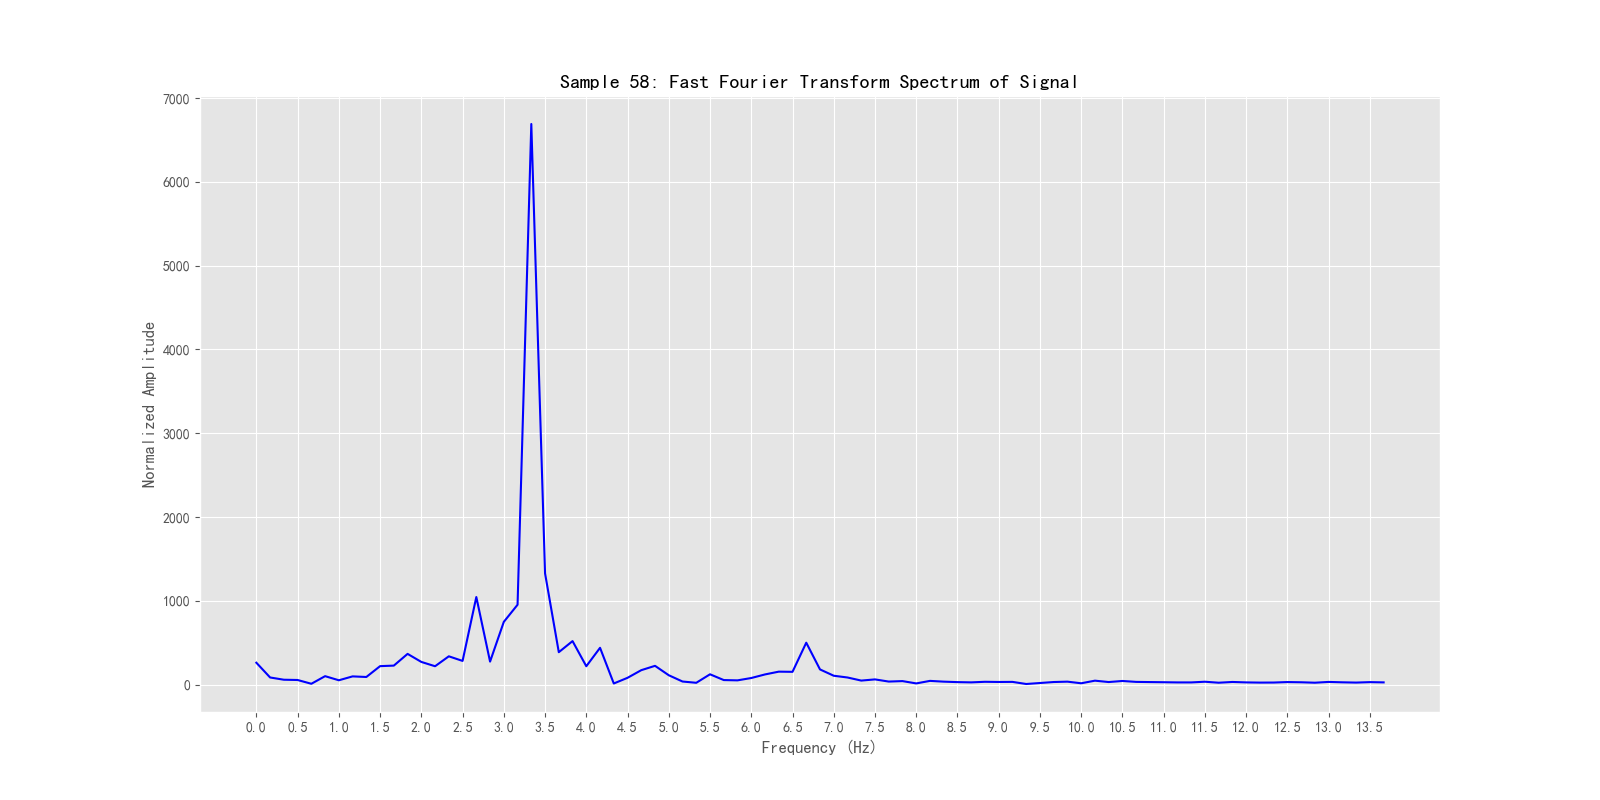 Sample 58: Fast Fourier Transform Spectrum of Signal
7000
6000
5000
4000
3000
2000
1000
0
Normalized Amplitude
0.0 0.5 1.0 1.5 2.0 2.5 3.0 3.5 4.0 4.5 5.0 5.5 6.0 6.5 7.0 7.5 8.0 8.5 9.0 9.5 10.0 10.5 11.0 11.5 12.0 12.5 13.0 13.5
Frequency (Hz)